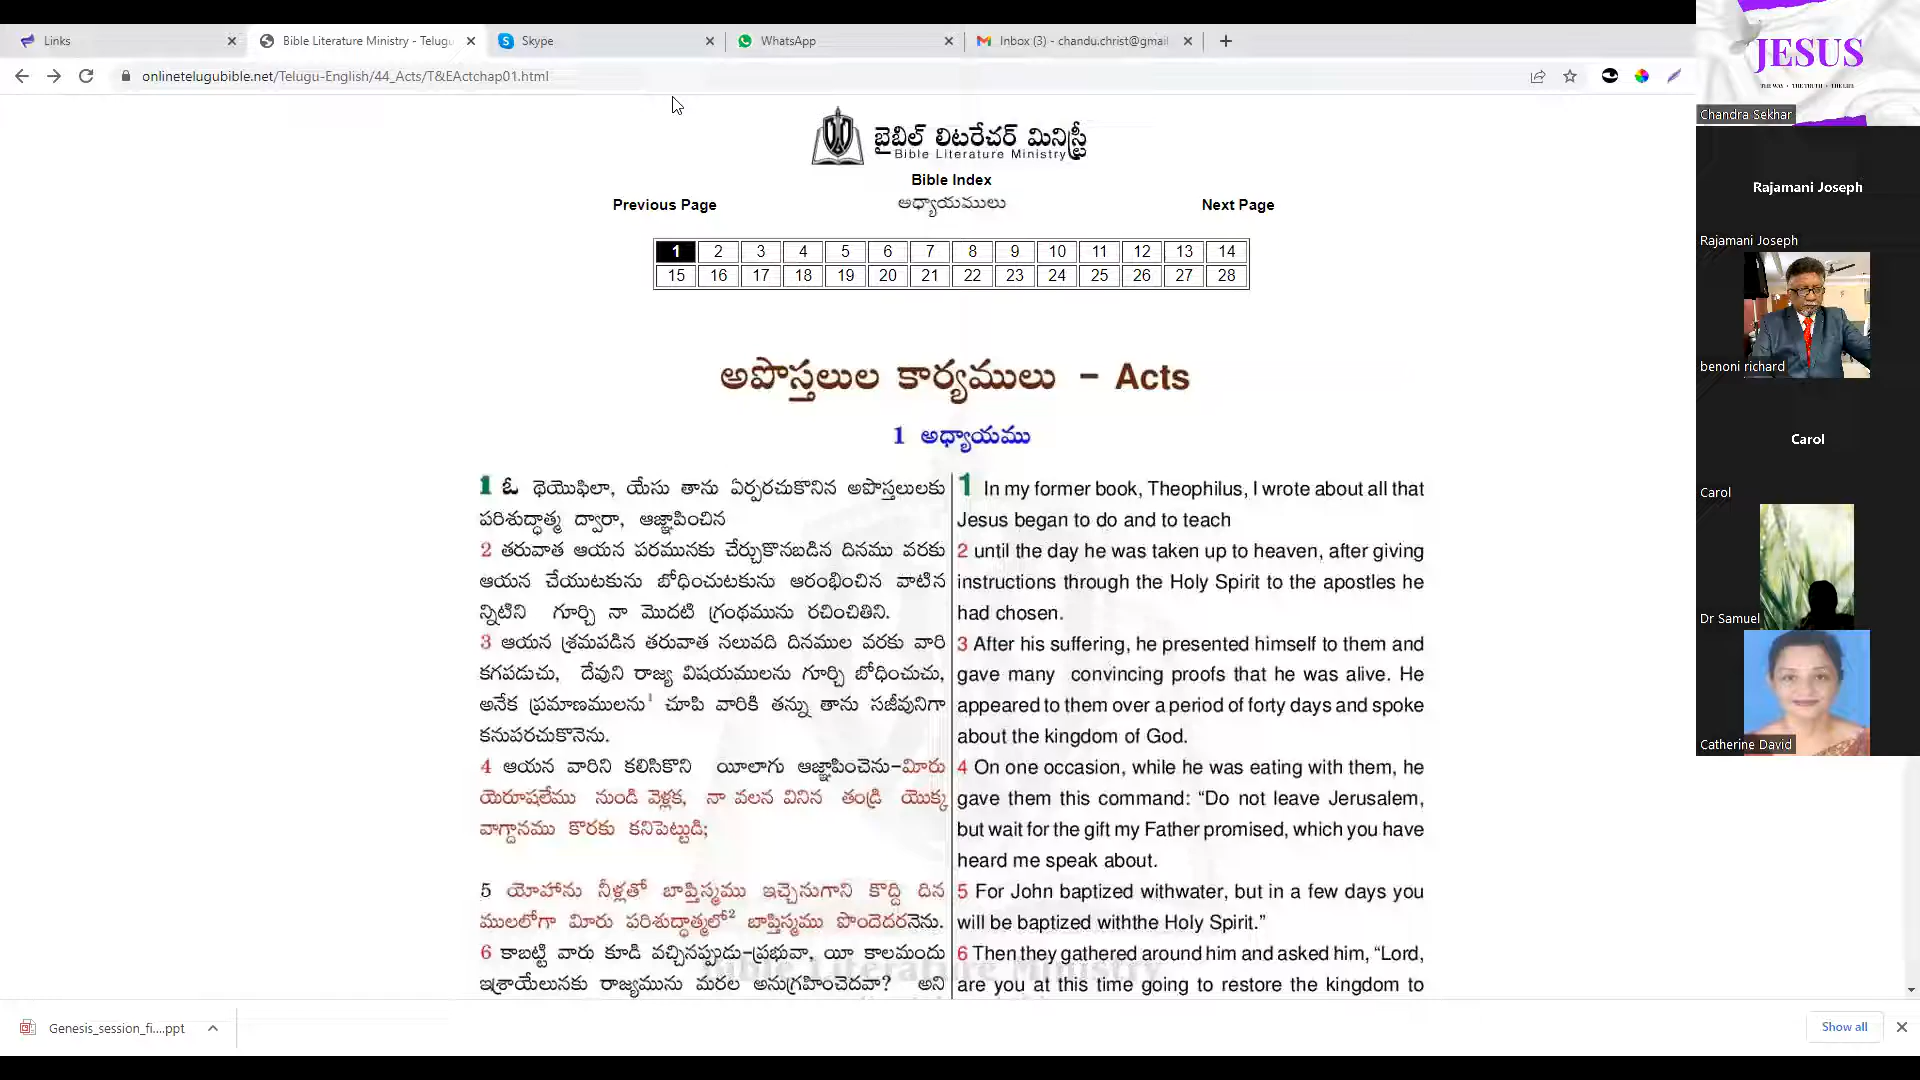 Links
Bible Literature Ministry - Telugu
Skype
WhatsApp
Inbox (3) - chandu.christ@gmail
onlinetelugubible.net/Telugu-English/44_Acts/T&EActchap01.html
బైబిల్ లిటరేచర్ మినిస్ట్రీ
Bible Literature Ministry
Bible Index
Previous Page
అధ్యాయములు
Next Page
1 2 3 4 5 6 7 8 9 10 11 12 13 14
15 16 17 18 19 20 21 22 23 24 25 26 27 28
అపొస్తలుల కార్యములు - Acts
1 అధ్యాయము
1 ఓ థెయొఫిలా, యేసు తాను ఏర్పరచుకొనిన అపొస్తలులకు
పరిశుద్ధాత్మ ద్వారా, ఆజ్ఞాపించిన
2 తరువాత ఆయన పరమునకు చేర్చుకొనబడిన దినము వరకు
ఆయన చేయుటకును బోధించుటకును ఆరంభించిన వాటిన
న్నిటిని గూర్చి నా మొదటి గ్రంథమును రచించితిని.
3 ఆయన శ్రమపడిన తరువాత నలువది దినముల వరకు వారి
కగపడుచు, దేవుని రాజ్య విషయములను గూర్చి బోధించుచు,
అనేక ప్రమాణములను1 చూపి వారికి తన్ను తాను సజీవునిగా
కనుపరచుకొనెను.
4 ఆయన వారిని కలిసికొని యీలాగు ఆజ్ఞాపించెను–మీరు
యెరూషలేము నుండి వెళ్లక, నా వలన వినిన తండ్రి యొక్క
వాగ్దానము కొరకు కనిపెట్టుడి;
5 యోహాను నీళ్లతో బాప్తిస్మము ఇచ్చెనుగాని కొద్ది దిన
ములలోగా మీరు పరిశుద్ధాత్మలో2 బాప్తిస్మము పొందెదరనెను.
6 కాబట్టి వారు కూడి వచ్చినప్పుడు–ప్రభువా, యీ కాలమందు
ఇశ్రాయేలునకు రాజ్యమును మరల అనుగ్రహించెదవా? అని
1 In my former book, Theophilus, I wrote about all that
Jesus began to do and to teach
2 until the day he was taken up to heaven, after giving
instructions through the Holy Spirit to the apostles he
had chosen.
3 After his suffering, he presented himself to them and
gave many convincing proofs that he was alive. He
appeared to them over a period of forty days and spoke
about the kingdom of God.
4 On one occasion, while he was eating with them, he
gave them this command: “Do not leave Jerusalem,
but wait for the gift my Father promised, which you have
heard me speak about.
5 For John baptized withwater, but in a few days you
will be baptized withthe Holy Spirit.”
6 Then they gathered around him and asked him, “Lord,
are you at this time going to restore the kingdom to
Bible Literature Ministry
Genesis_session_fi....ppt
Show all
JESUS
THE WAY • THE TRUTH • THE LIFE
Chandra Sekhar
Rajamani Joseph
Rajamani Joseph
benoni richard
Carol
Carol
Dr Samuel
Catherine David